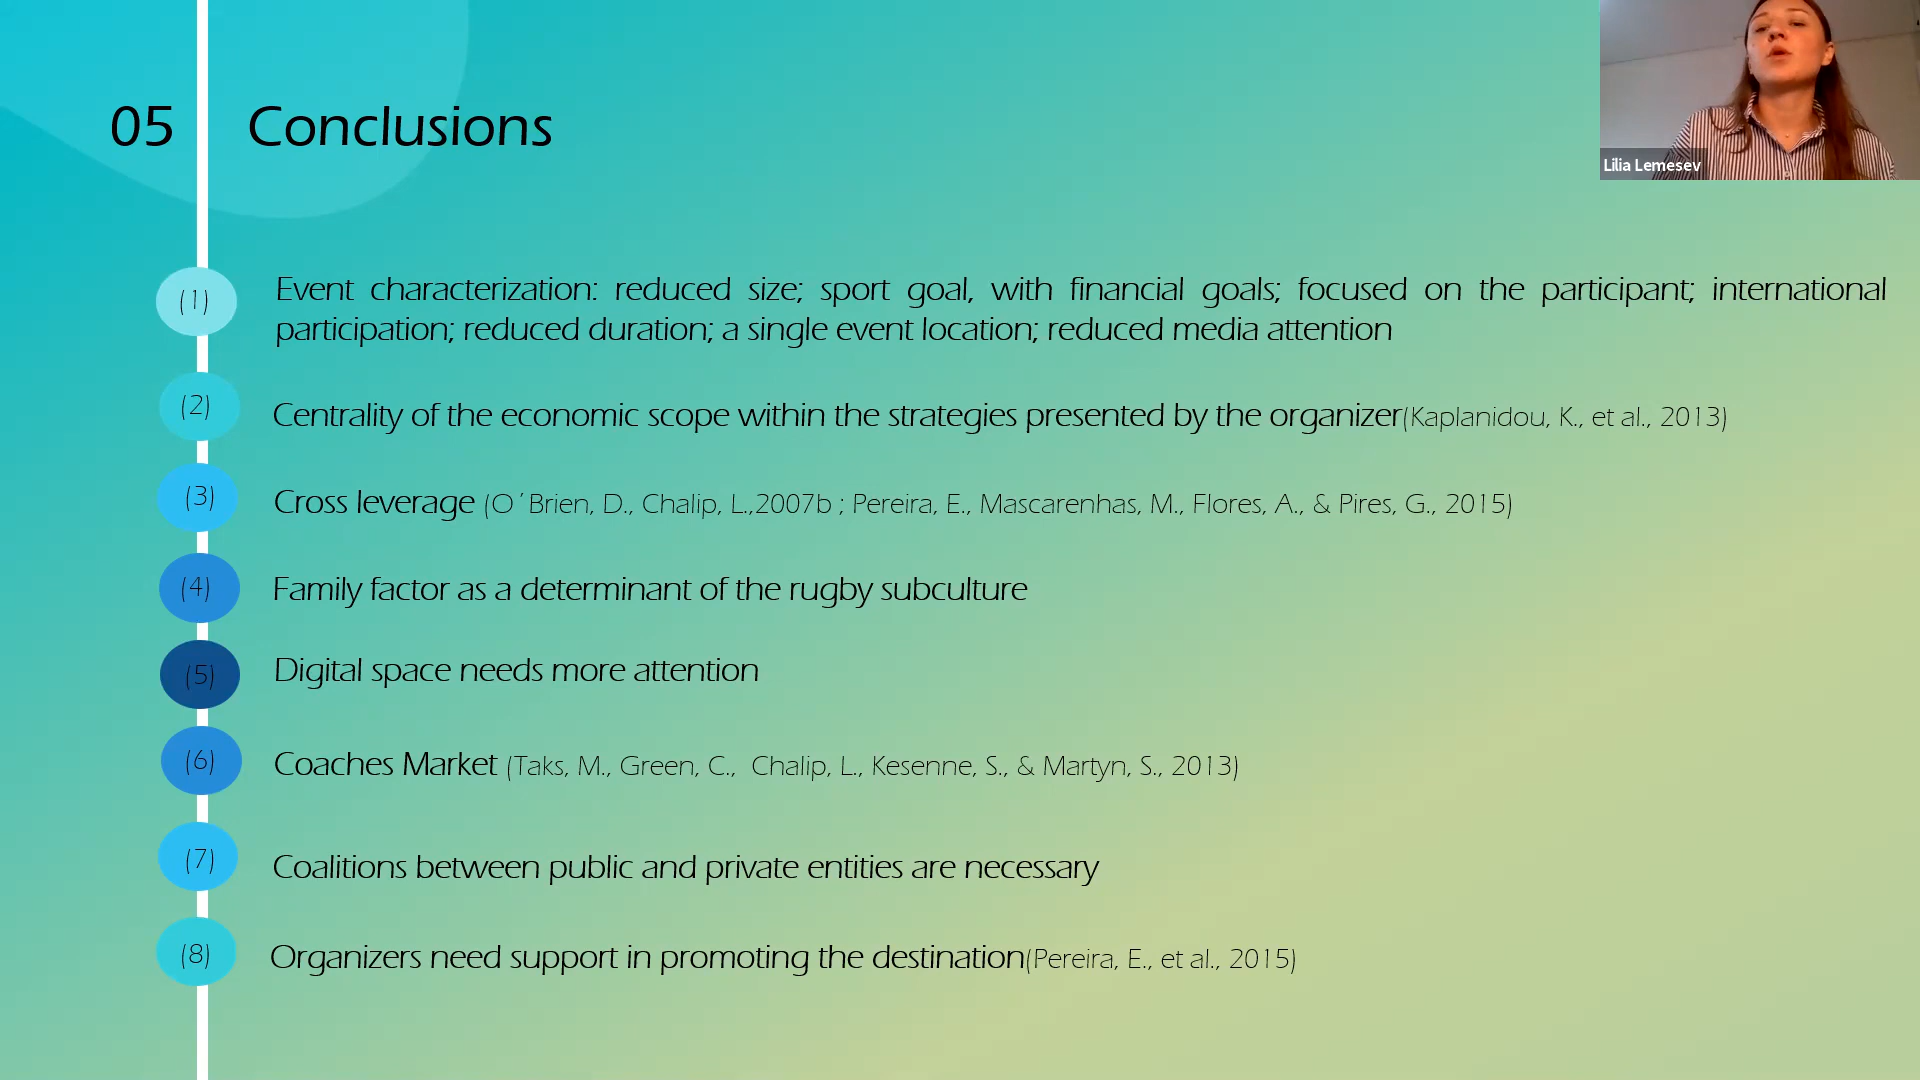 05 Conclusions
Lilia Lemesev
(1)
Event characterization: reduced size; sport goal, with financial goals; focused on the participant; international
participation; reduced duration; a single event location; reduced media attention
(2)
Centrality of the economic scope within the strategies presented by the organizer(Kaplanidou, K., et al., 2013)
(3)
Cross leverage (O´Brien, D., Chalip, L.,2007b ; Pereira, E., Mascarenhas, M., Flores, A., & Pires, G., 2015)
(4)
Family factor as a determinant of the rugby subculture
(5)
Digital space needs more attention
(6)
Coaches Market (Taks, M., Green, C., Chalip, L., Kesenne, S., & Martyn, S., 2013)
(7)
Coalitions between public and private entities are necessary
(8)
Organizers need support in promoting the destination(Pereira, E., et al., 2015)